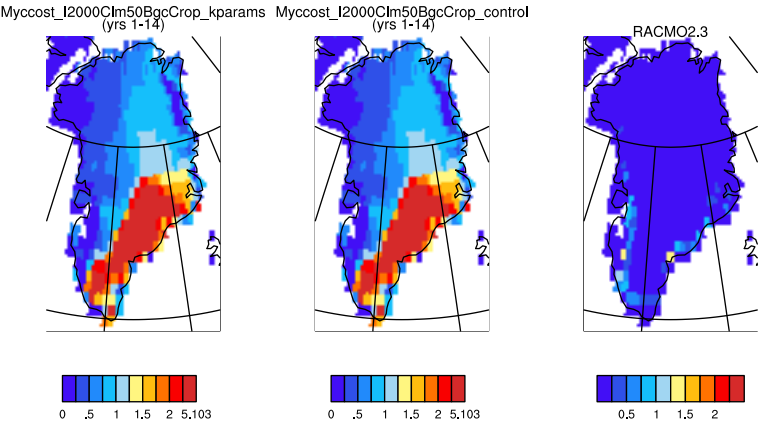 Myccost_I2000Clm50BgcCrop_kparams
(yrs 1-14)
Myccost_I2000Clm50BgcCrop_control
(yrs 1-14)
RACMO2.3
0 .5 1 1.5 2 5.103
0 .5 1 1.5 2 5.103
0.5 1 1.5 2